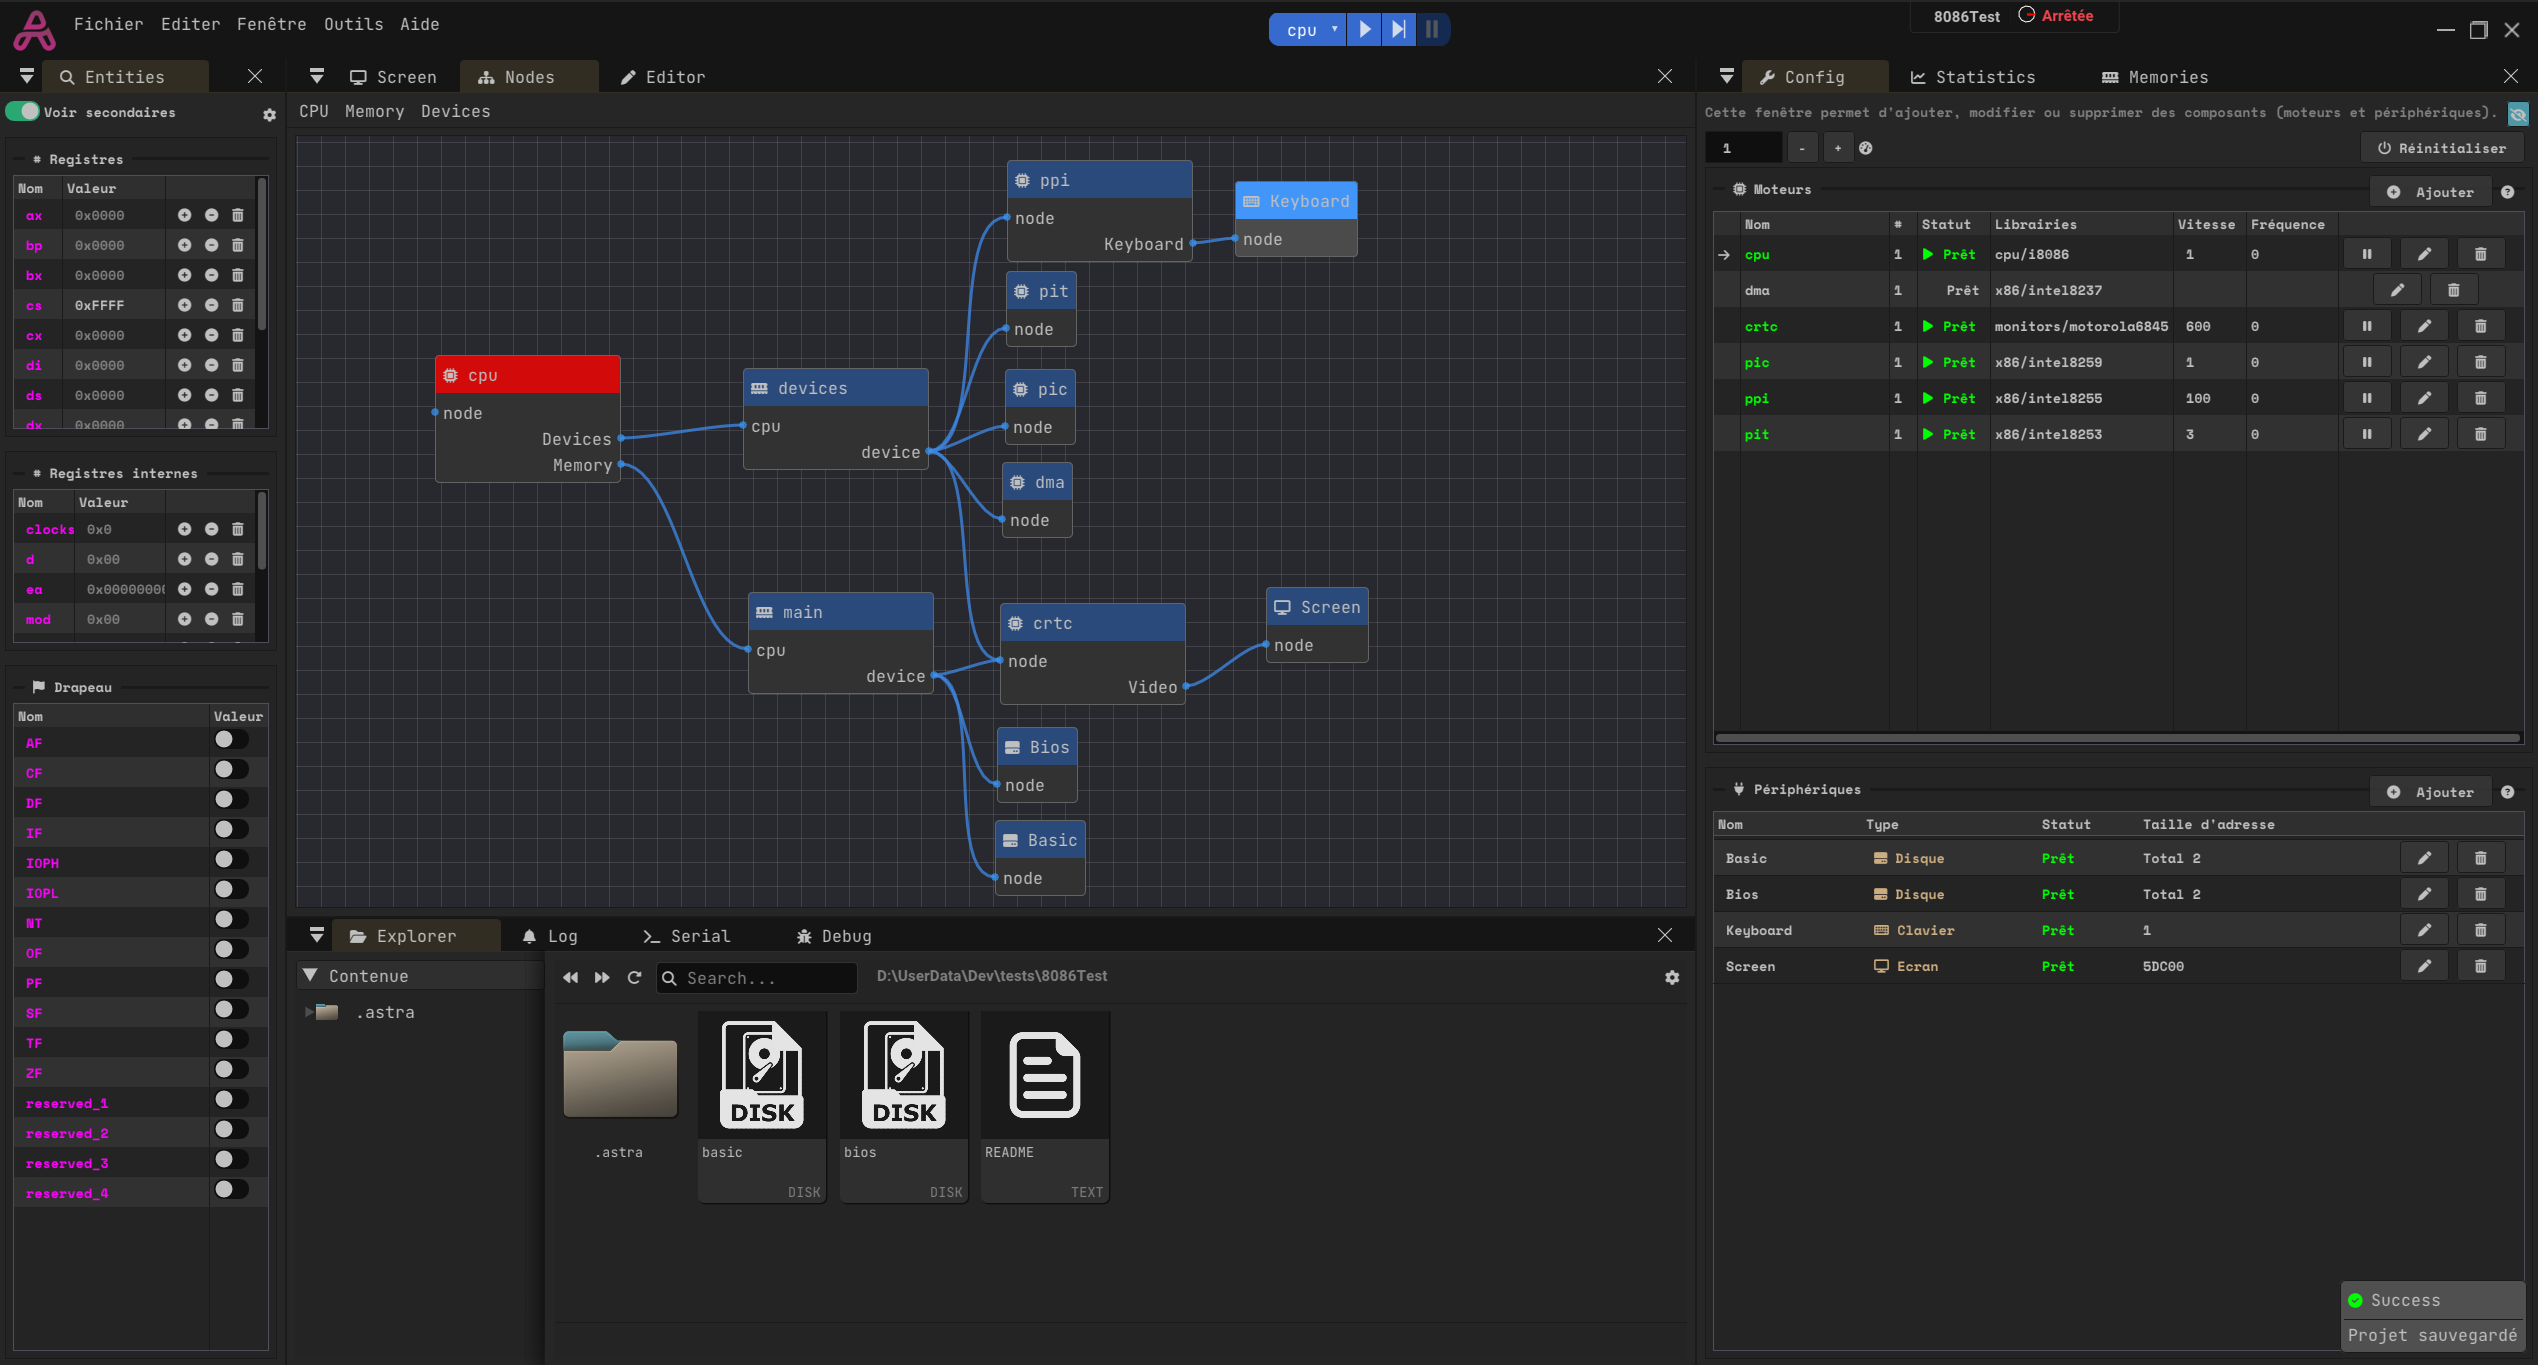 Fichier Editer Fenêtre Outils Aide
cpu
8086Test Arrêtée
Entities
Screen Nodes Editor
Config Statistics Memories
Voir secondaires
CPU Memory Devices
Cette fenêtre permet d'ajouter, modifier ou supprimer des composants (moteurs et périphériques).
1 - +
Réinitialiser
# Registres
Nom Valeur
ax 0x0000
bp 0x0000
bx 0x0000
cs 0xFFFF
cx 0x0000
di 0x0000
ds 0x0000
dx 0x0000
# Registres internes
Nom Valeur
clocks 0x0
d 0x00
ea 0x0000000
mod 0x00
Drapeau
Nom Valeur
AF
CF
DF
IF
IOPH
IOPL
NT
OF
PF
SF
TF
ZF
reserved_1
reserved_2
reserved_3
reserved_4
ppi
node
Keyboard
Keyboard
node
pit
node
cpu
node
Devices
Memory
devices
cpu
device
pic
node
dma
node
main
cpu
device
crtc
node
Video
Screen
node
Bios
node
Basic
node
Explorer Log Serial Debug
Contenue
.astra
Search...
D:\UserData\Dev\tests\8086Test
.astra
DISK
basic
DISK
DISK
bios
DISK
README
TEXT
Moteurs
Ajouter ?
Nom # Statut Librairies Vitesse Fréquence
cpu 1 Prêt cpu/i8086 1 0
dma 1 Prêt x86/intel8237
crtc 1 Prêt monitors/motorola6845 600 0
pic 1 Prêt x86/intel8259 1 0
ppi 1 Prêt x86/intel8255 100 0
pit 1 Prêt x86/intel8253 3 0
Périphériques
Ajouter ?
Nom Type Statut Taille d'adresse
Basic Disque Prêt Total 2
Bios Disque Prêt Total 2
Keyboard Clavier Prêt 1
Screen Ecran Prêt 5DC00
Success
Projet sauvegardé